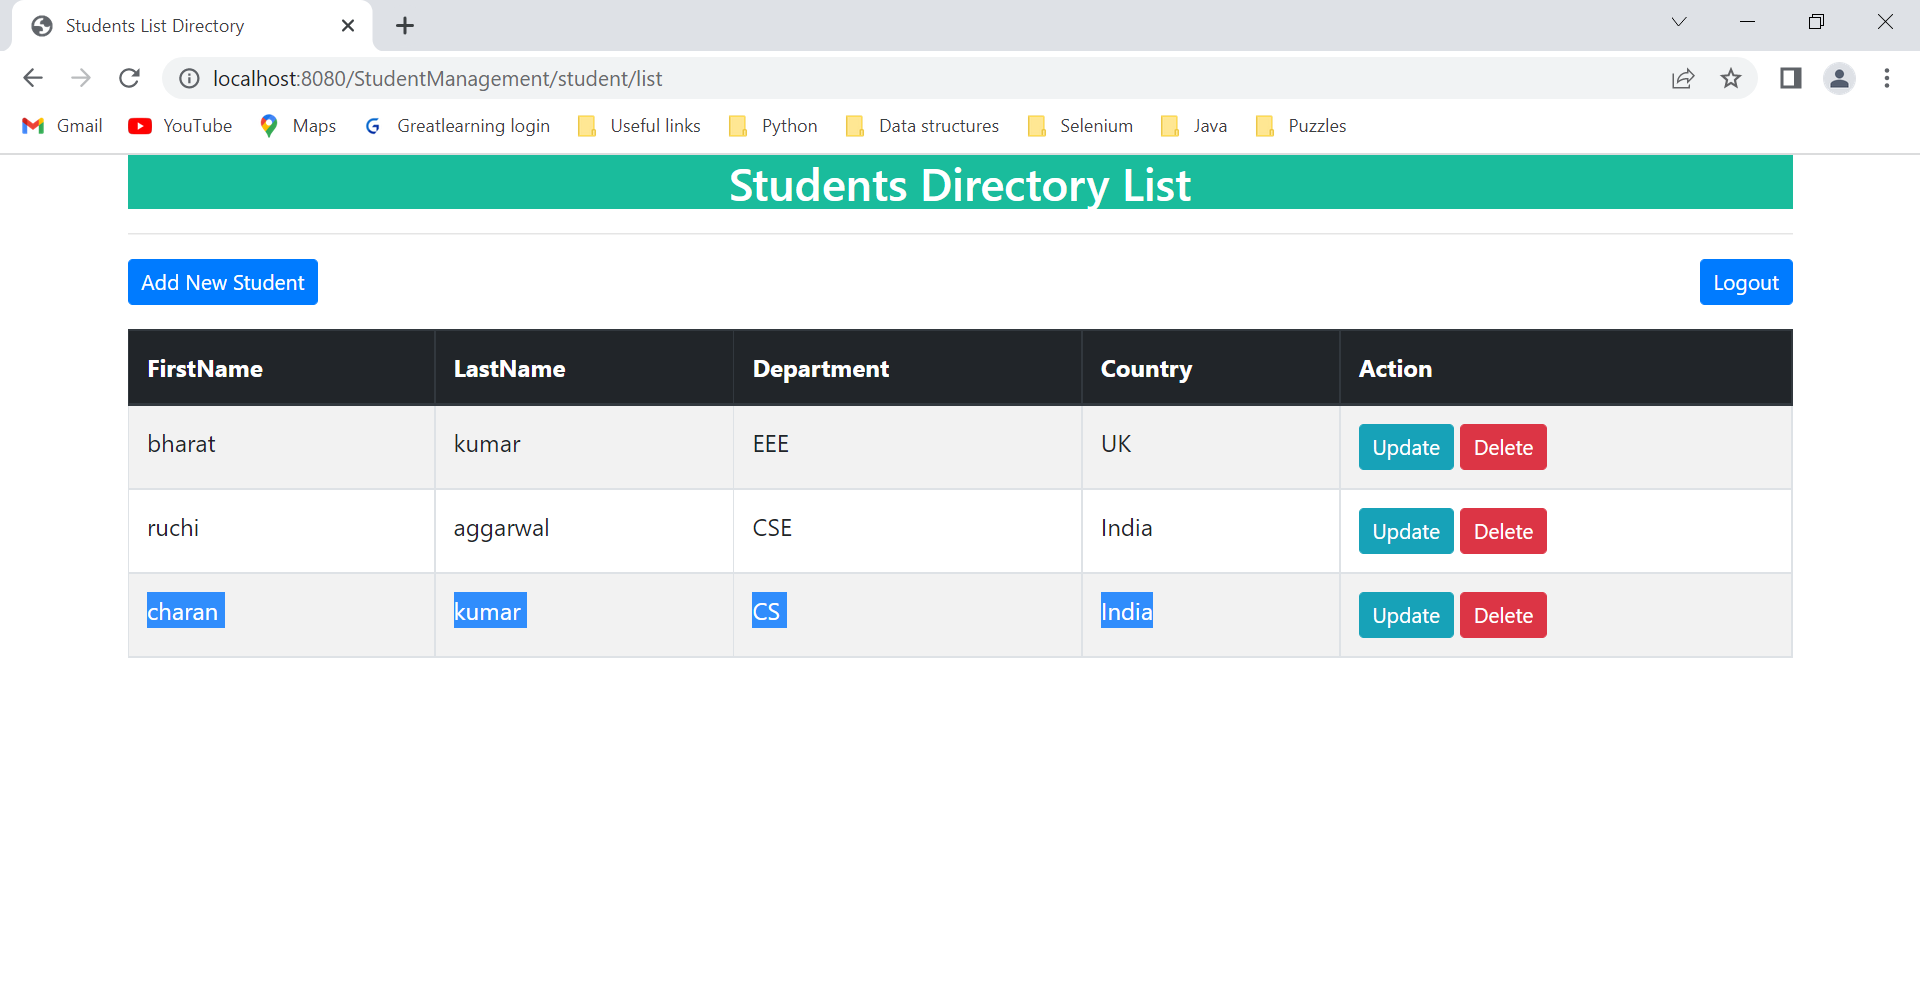 Students List Directory
localhost:8080/StudentManagement/student/list
Gmail YouTube Maps Greatlearning login Useful links Python Data structures Selenium Java Puzzles
Students Directory List
Add New Student Logout
FirstName LastName Department Country Action
bharat kumar EEE UK Update Delete
ruchi aggarwal CSE India Update Delete
charan kumar CS India Update Delete